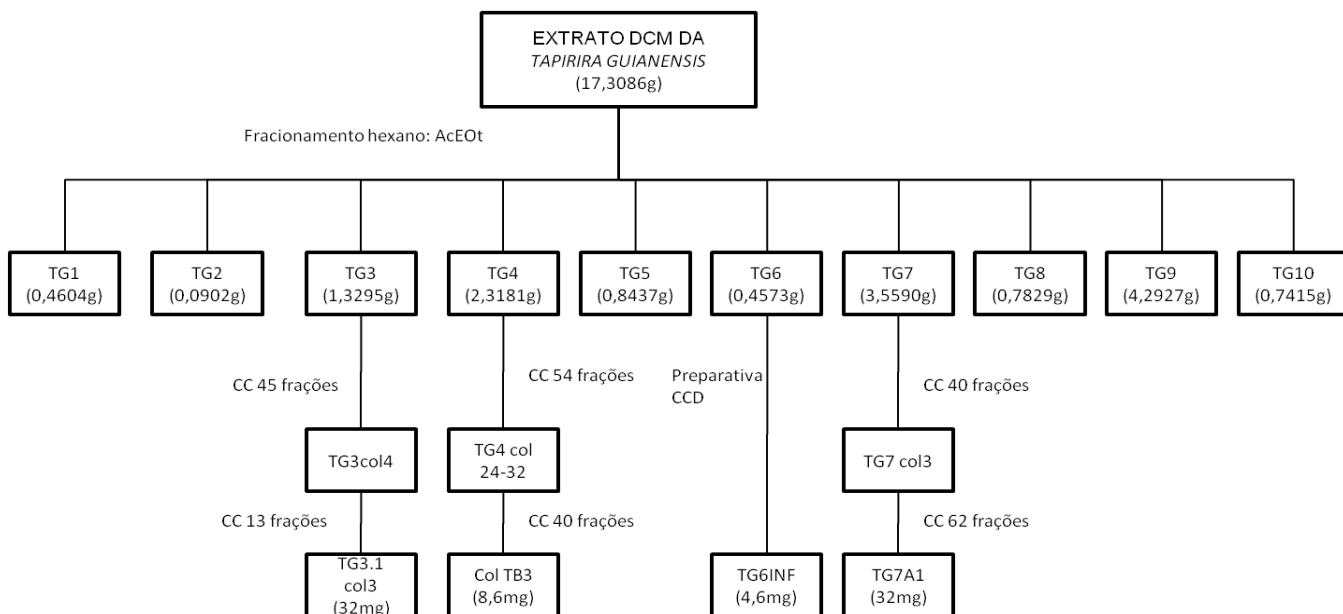 EXTRATO DCM DA
TAPIRIRA GUIANENSIS
(17,3086g)
Fracionamento hexano: AcEOt
TG1
(0,4604g)
TG2
(0,0902g)
TG3
(1,3295g)
TG4
(2,3181g)
TG5
(0,8437g)
TG6
(0,4573g)
TG7
(3,5590g)
TG8
(0,7829g)
TG9
(4,2927g)
TG10
(0,7415g)
CC 45 frações
CC 54 frações
Preparativa
CCD
CC 40 frações
TG3col4
TG4 col
24-32
TG7 col3
CC 13 frações
CC 40 frações
CC 62 frações
TG3.1
col3
(32mg)
Col TB3
(8,6mg)
TG6INF
(4,6mg)
TG7A1
(32mg)